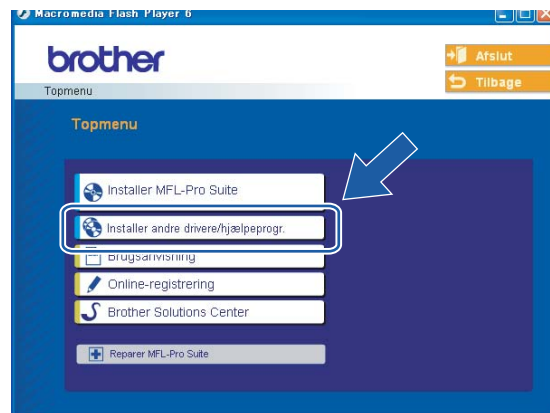 Macromedia Flash Player 6
brother
Afslut
Tilbage
Topmenu
Topmenu
Installer MFL-Pro Suite
Installer andre drivere/hjælpeprogr.
Brugsanvisning
Online-registrering
Brother Solutions Center
Reparer MFL-Pro Suite